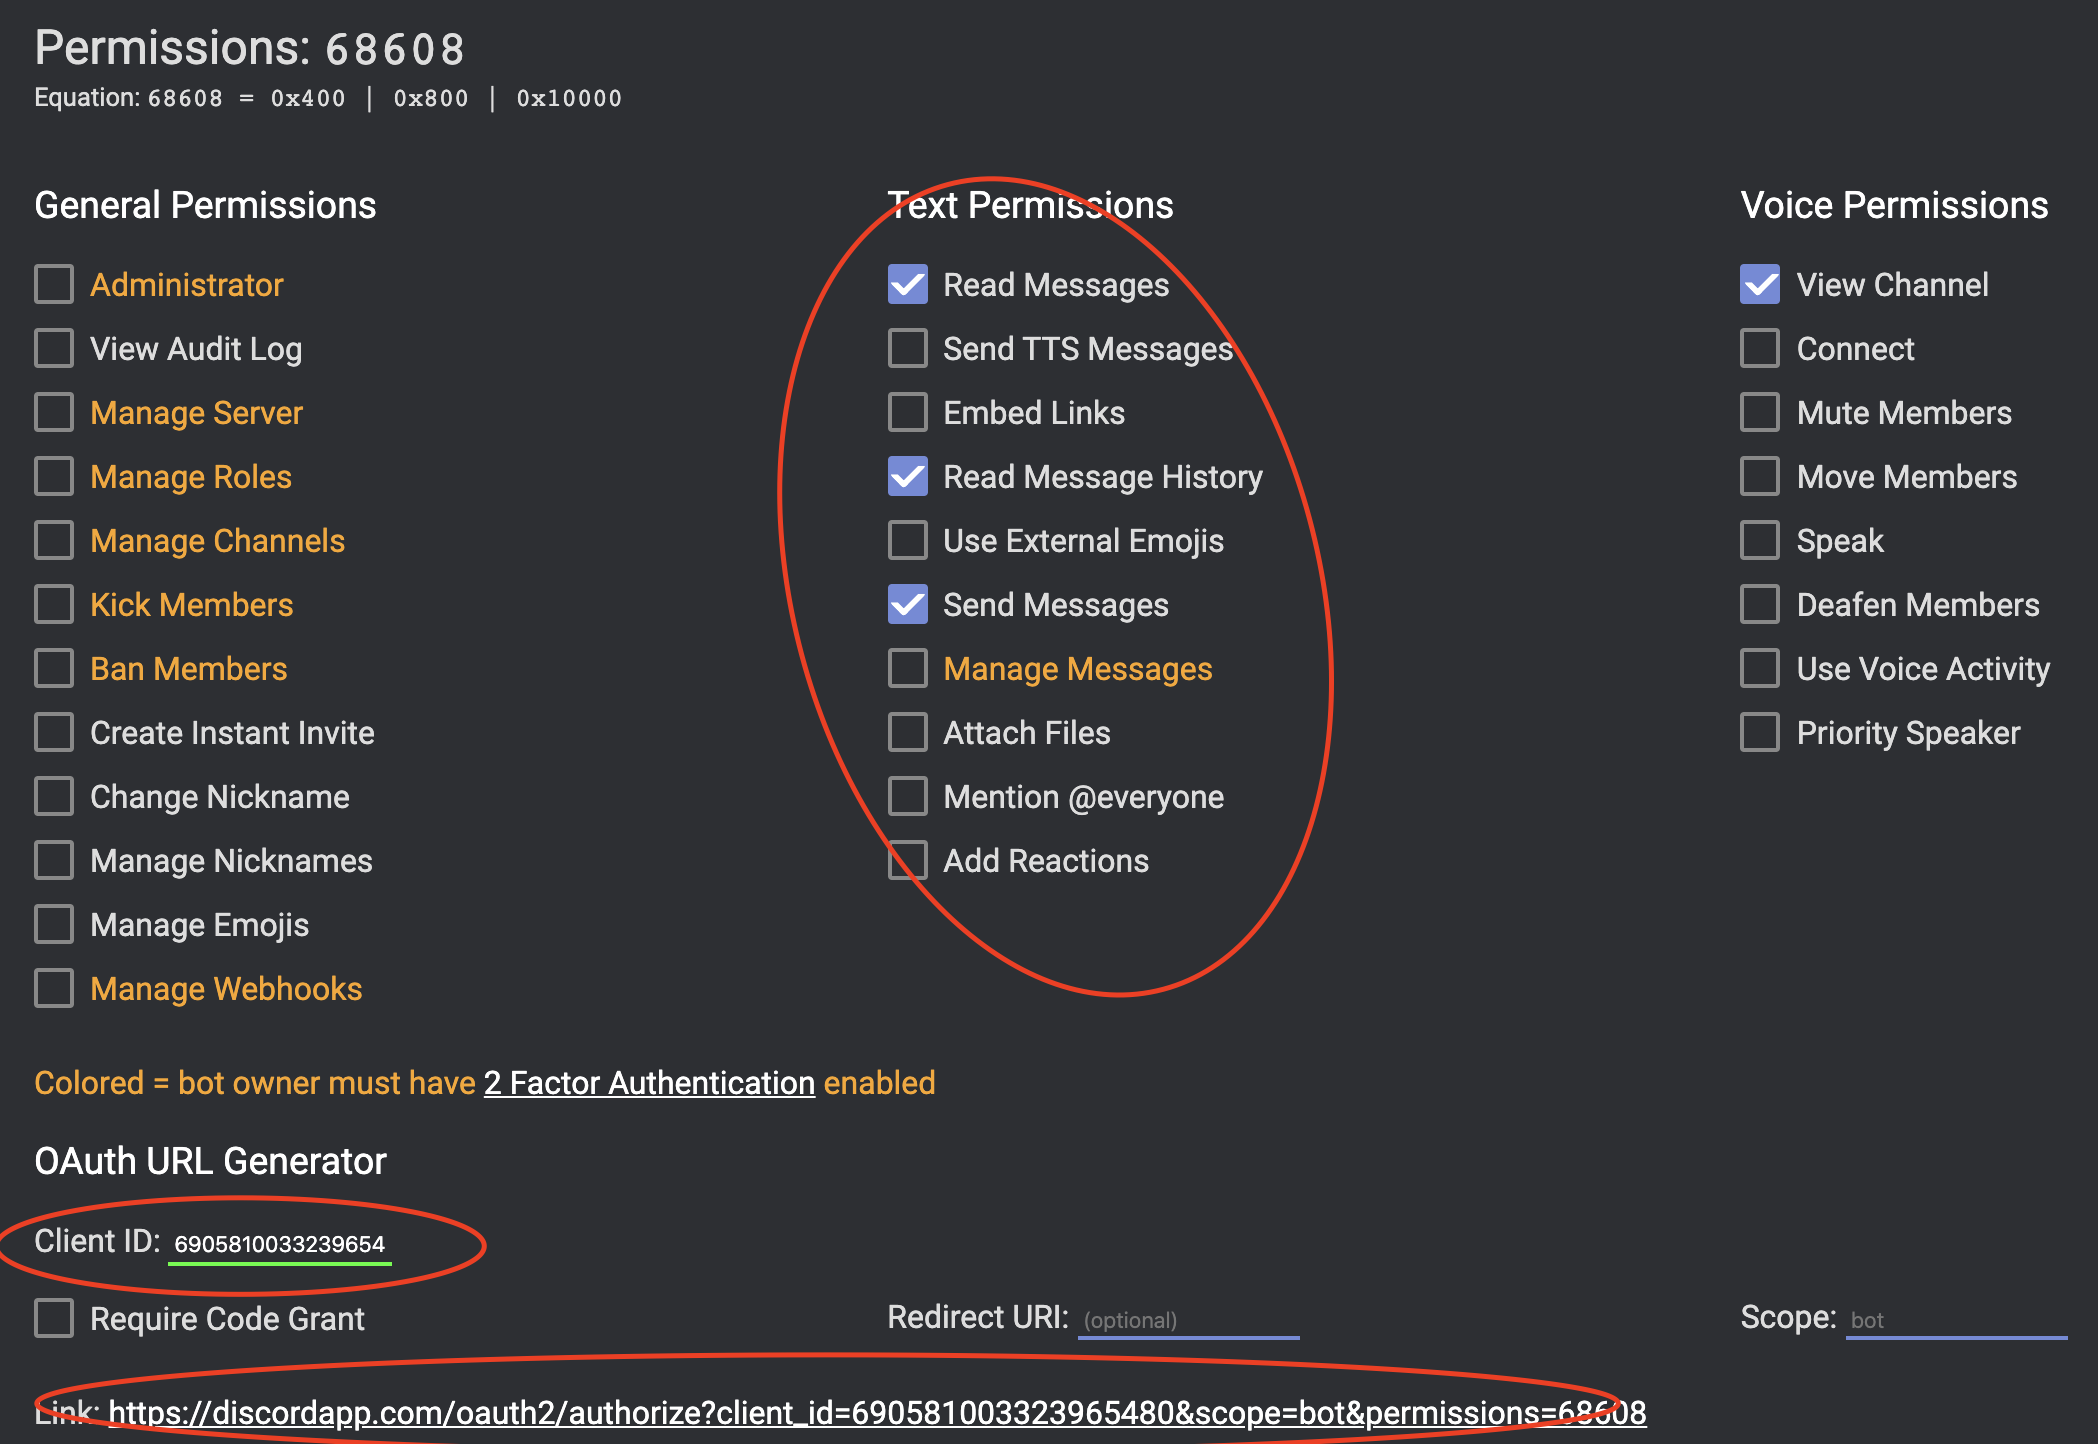 Permissions: 68608
Equation: 68608 = 0x400 | 0x800 | 0x10000
General Permissions
Administrator
View Audit Log
Manage Server
Manage Roles
Manage Channels
Kick Members
Ban Members
Create Instant Invite
Change Nickname
Manage Nicknames
Manage Emojis
Manage Webhooks
Text Permissions
Read Messages
Send TTS Messages
Embed Links
Read Message History
Use External Emojis
Send Messages
Manage Messages
Attach Files
Mention @everyone
Add Reactions
Voice Permissions
View Channel
Connect
Mute Members
Move Members
Speak
Deafen Members
Use Voice Activity
Priority Speaker
Colored = bot owner must have 2 Factor Authentication enabled
OAuth URL Generator
Client ID: 6905810033239654
Require Code Grant
Redirect URI: (optional)
Scope: bot
Link: https://discordapp.com/oauth2/authorize?client_id=690581003323965480&scope=bot&permissions=68608